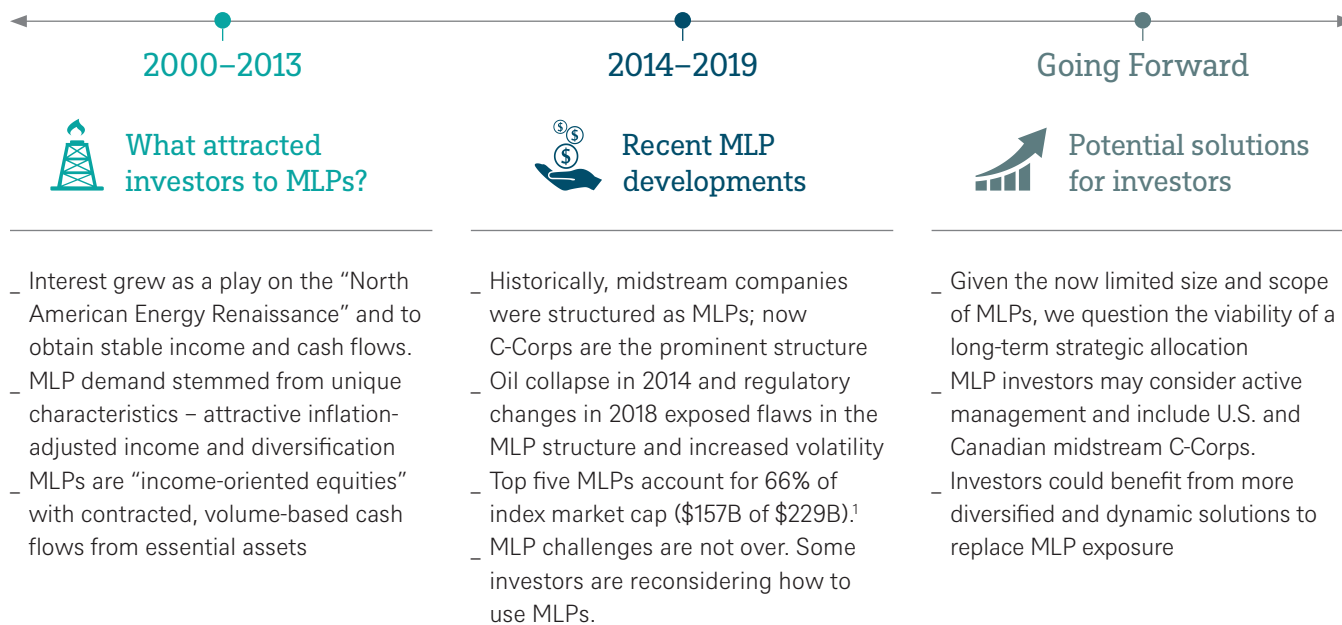 2000–2013
What attracted
investors to MLPs?
_ Interest grew as a play on the “North
American Energy Renaissance” and to
obtain stable income and cash flows.
_ MLP demand stemmed from unique
characteristics – attractive inflation-
adjusted income and diversification
_ MLPs are “income-oriented equities”
with contracted, volume-based cash
flows from essential assets
2014–2019
$ $
$
Recent MLP
developments
_ Historically, midstream companies
were structured as MLPs; now
C-Corps are the prominent structure
_ Oil collapse in 2014 and regulatory
changes in 2018 exposed flaws in the
MLP structure and increased volatility
_ Top five MLPs account for 66% of
index market cap ($157B of $229B).¹
_ MLP challenges are not over. Some
investors are reconsidering how to
use MLPs.
Going Forward
Potential solutions
for investors
_ Given the now limited size and scope
of MLPs, we question the viability of a
long-term strategic allocation
_ MLP investors may consider active
management and include U.S. and
Canadian midstream C-Corps.
_ Investors could benefit from more
diversified and dynamic solutions to
replace MLP exposure